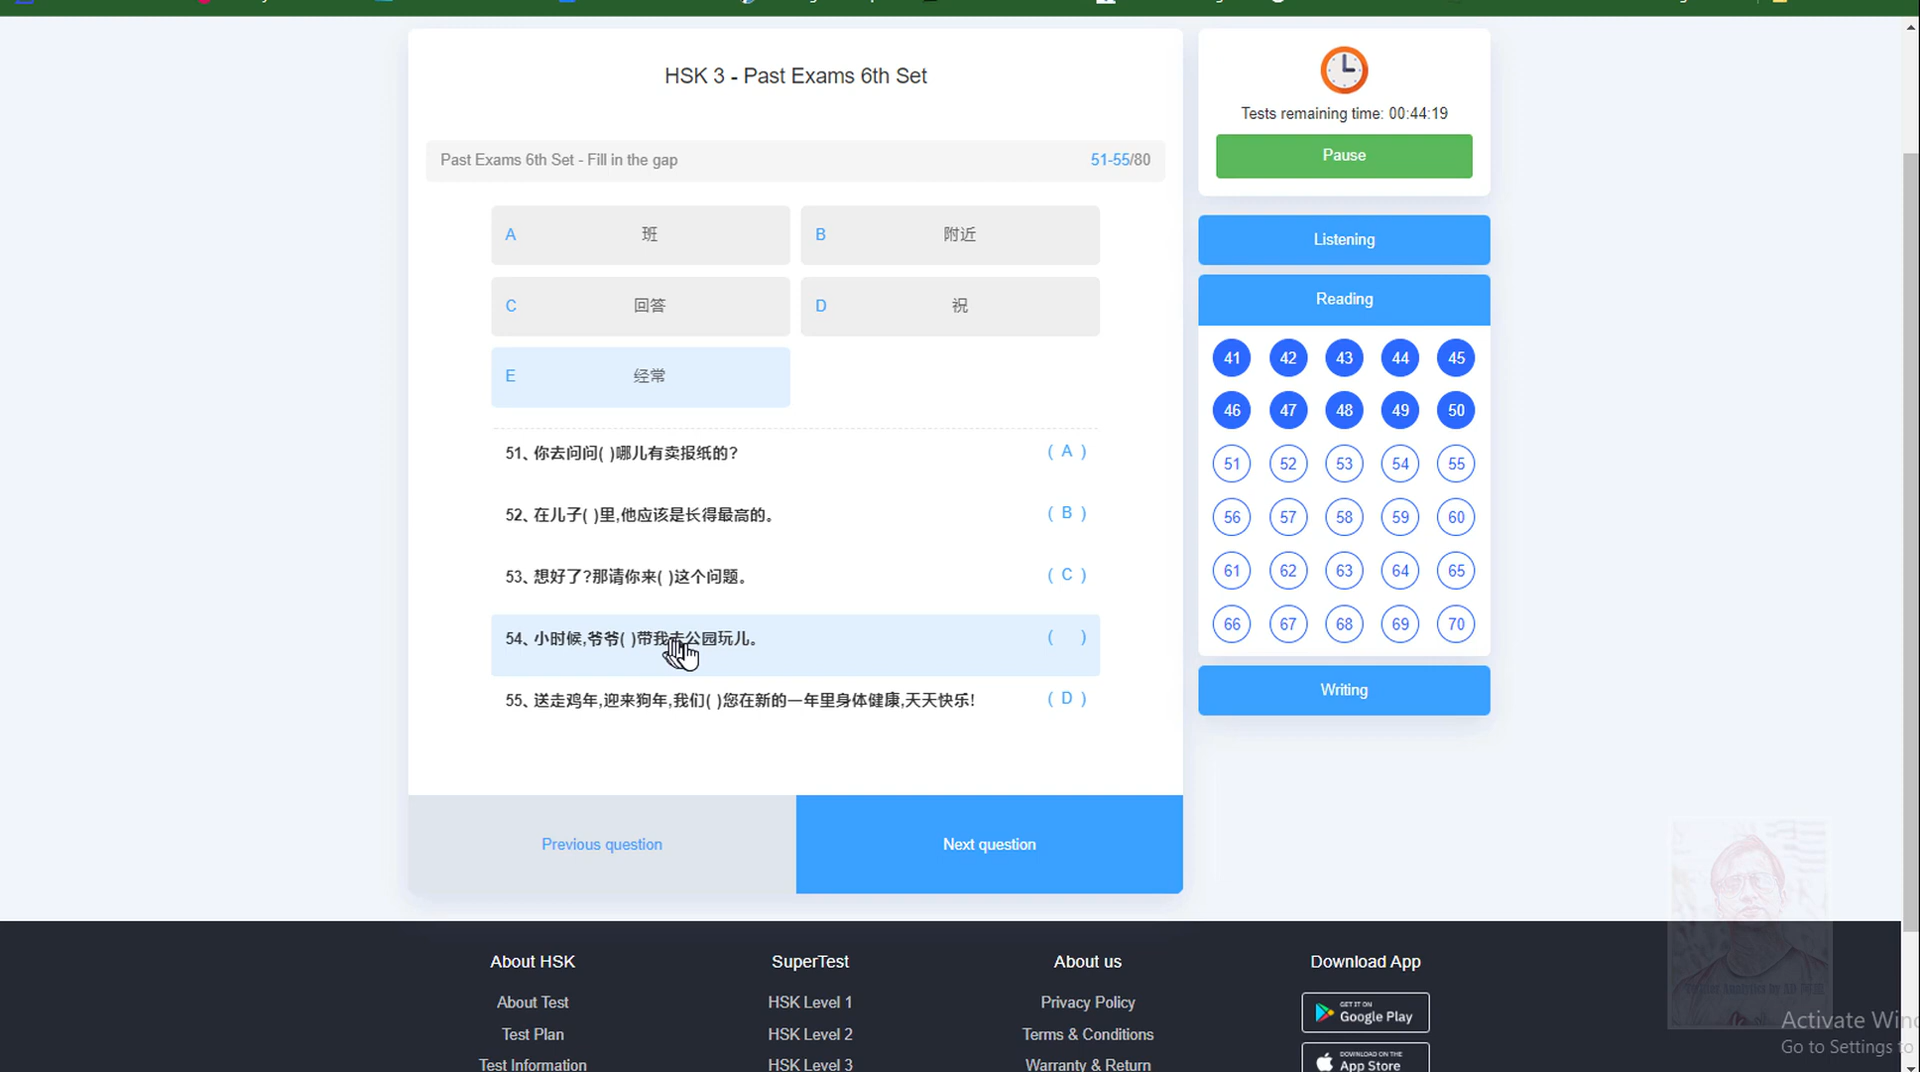 HSK 3 - Past Exams 6th Set
Past Exams 6th Set - Fill in the gap
51-55/80
A 班
B 附近
C 回答
D 祝
E 经常
51、你去问问( )哪儿有卖报纸的?
( A )
52、在儿子( )里,他应该是长得最高的。
( B )
53、想好了?那请你来( )这个问题。
( C )
54、小时候,爷爷( )带我去公园玩儿。
( )
55、送走鸡年,迎来狗年,我们( )您在新的一年里身体健康,天天快乐!
( D )
Previous question
Next question
Tests remaining time: 00:44:19
Pause
Listening
Reading
41 42 43 44 45
46 47 48 49 50
51 52 53 54 55
56 57 58 59 60
61 62 63 64 65
66 67 68 69 70
Writing
About HSK
About Test
Test Plan
Test Information
SuperTest
HSK Level 1
HSK Level 2
HSK Level 3
About us
Privacy Policy
Terms & Conditions
Warranty & Return
Download App
GET IT ON
Google Play
DOWNLOAD ON THE
App Store
Activate Win
Go to Settings to